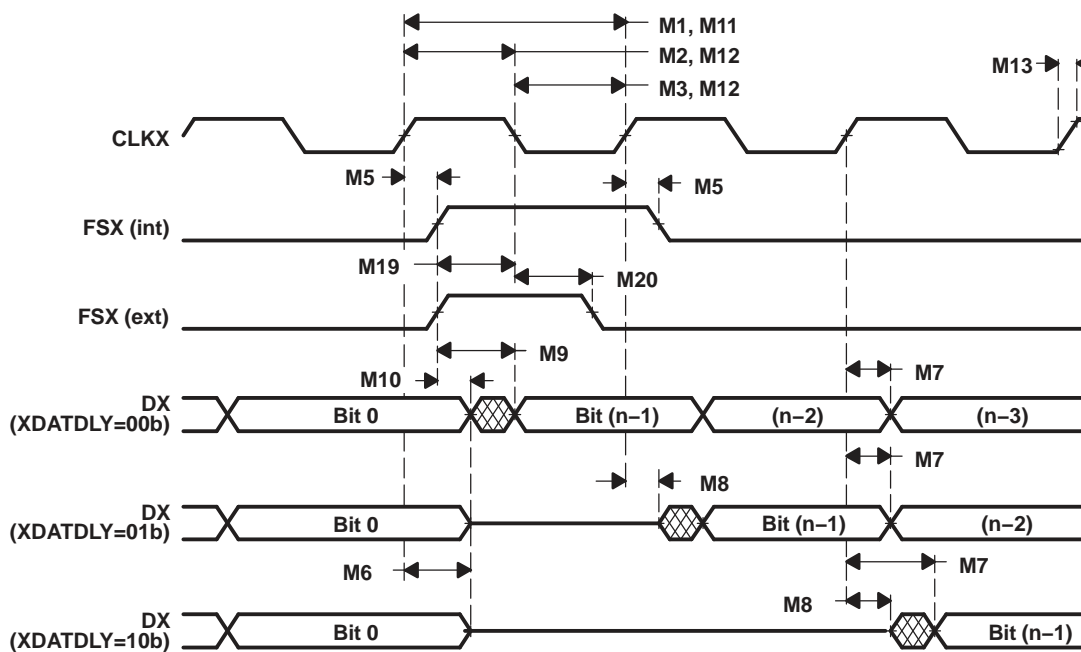 M1, M11
M2, M12
M13
M3, M12
CLKX
M5
M5
FSX (int)
M19
M20
FSX (ext)
M9
M10
M7
DX
(XDATDLY=00b)
Bit 0
Bit (n−1)
(n−2)
(n−3)
M7
M8
DX
(XDATDLY=01b)
Bit 0
Bit (n−1)
(n−2)
M6
M7
M8
DX
(XDATDLY=10b)
Bit 0
Bit (n−1)